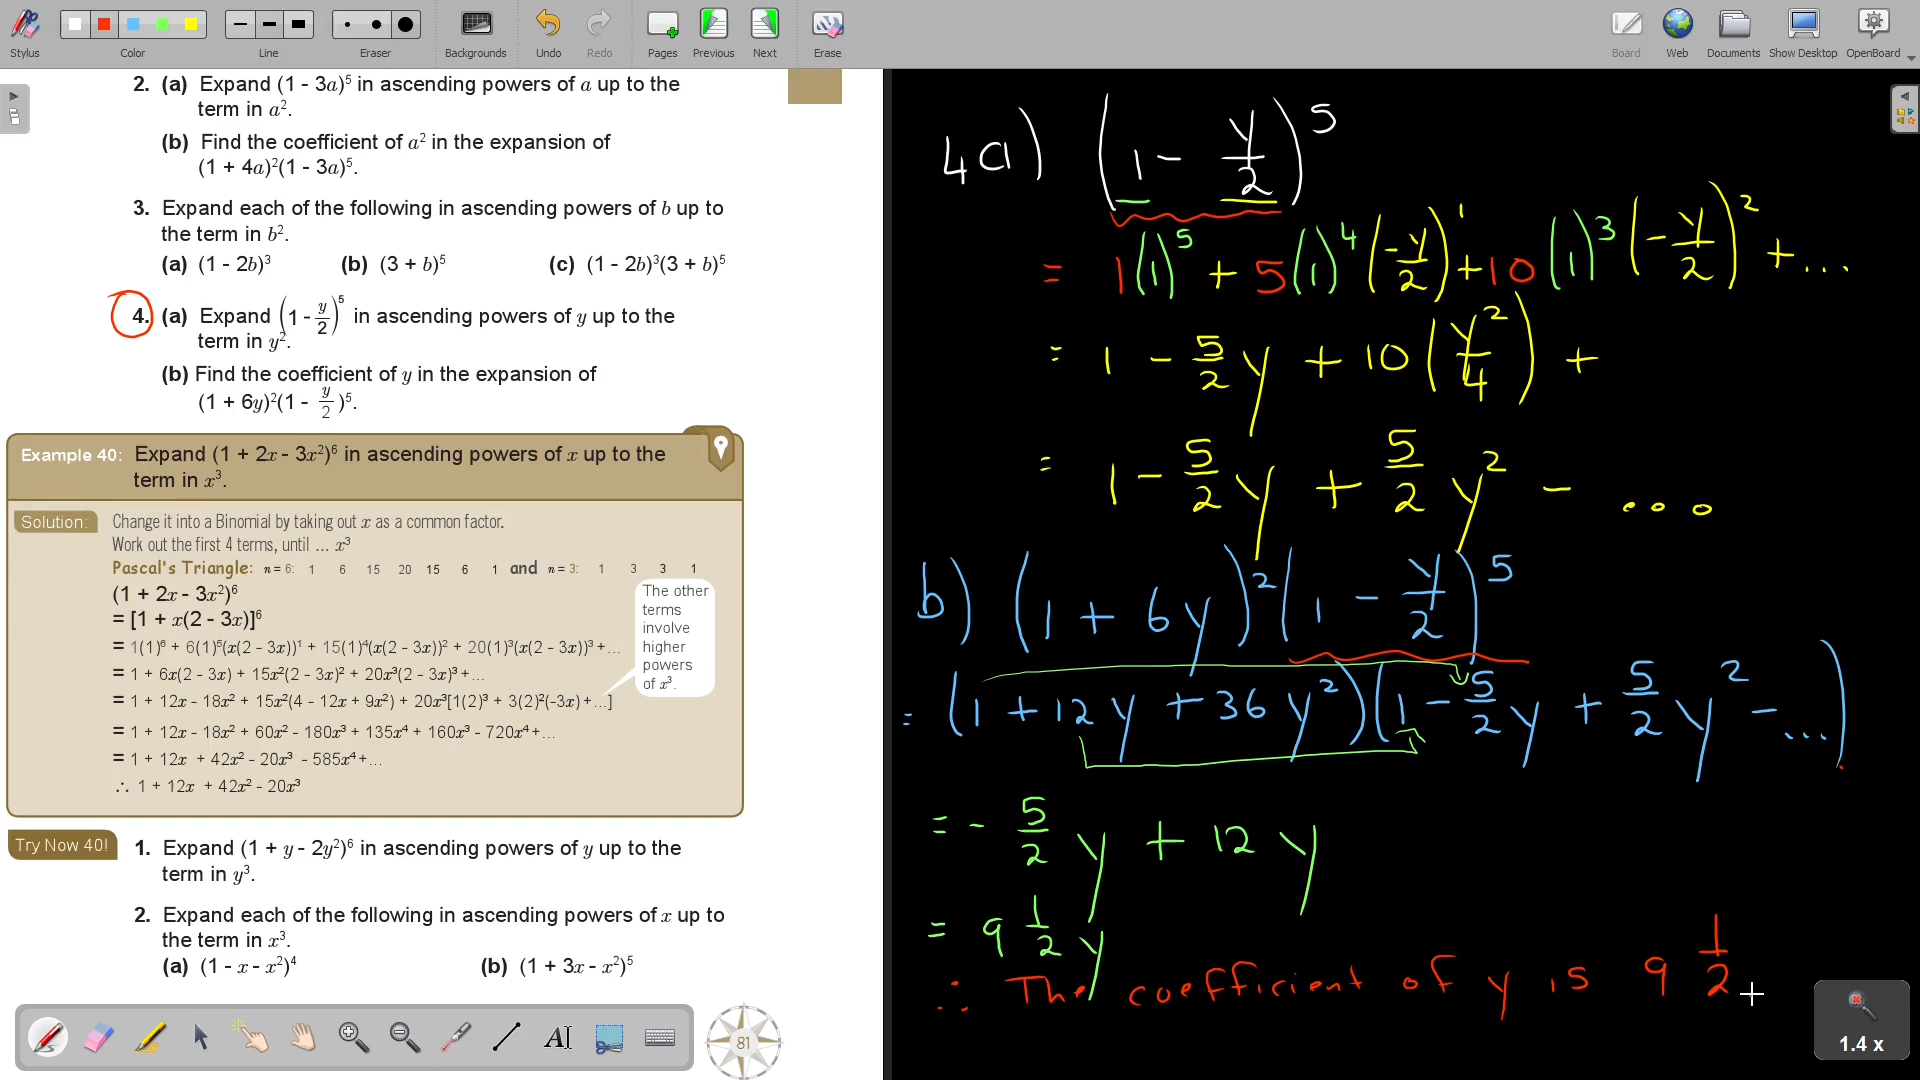 Stylus Color Line Eraser Backgrounds Undo Redo Pages Previous Next Erase Board Web Documents Show Desktop OpenBoard
2. (a) Expand (1 - 3a)⁵ in ascending powers of a up to the
term in a².
(b) Find the coefficient of a² in the expansion of
(1 + 4a)²(1 - 3a)⁵.
3. Expand each of the following in ascending powers of b up to
the term in b².
(a) (1 - 2b)³ (b) (3 + b)⁵ (c) (1 - 2b)³(3 + b)⁵
4. (a) Expand (1 - y/2)⁵ in ascending powers of y up to the
term in y².
(b) Find the coefficient of y in the expansion of
(1 + 6y)²(1 - y/2)⁵.
Example 40: Expand (1 + 2x - 3x²)⁶ in ascending powers of x up to the
term in x³.
Solution: Change it into a Binomial by taking out x as a common factor.
Work out the first 4 terms, until ... x³
Pascal's Triangle: n = 6: 1 6 15 20 15 6 1 and n = 3: 1 3 3 1
(1 + 2x - 3x²)⁶
= [1 + x(2 - 3x)]⁶
= 1(1)⁶ + 6(1)⁵(x(2 - 3x))¹ + 15(1)⁴(x(2 - 3x))² + 20(1)³(x(2 - 3x))³ +...
= 1 + 6x(2 - 3x) + 15x²(2 - 3x)² + 20x³(2 - 3x)³ +...
= 1 + 12x - 18x² + 15x²(4 - 12x + 9x²) + 20x³[1(2)³ + 3(2)²(-3x) +...]
= 1 + 12x - 18x² + 60x² - 180x³ + 135x⁴ + 160x³ - 720x⁴ +...
= 1 + 12x + 42x² - 20x³ - 585x⁴ +...
∴ 1 + 12x + 42x² - 20x³
The other
terms
involve
higher
powers
of x³.
Try Now 40! 1. Expand (1 + y - 2y²)⁶ in ascending powers of y up to the
term in y³.
2. Expand each of the following in ascending powers of x up to
the term in x³.
(a) (1 - x - x²)⁴ (b) (1 + 3x - x²)⁵
81
4a) (1 - y/2)⁵
= 1(1)⁵ + 5(1)⁴(-y/2)¹ + 10(1)³(-y/2)² + ...
= 1 - 5/2 y + 10(y²/4) +
= 1 - 5/2 y + 5/2 y² - ...
b) (1 + 6y)²(1 - y/2)⁵
= (1 + 12y + 36y²)(1 - 5/2 y + 5/2 y² - ...)
= - 5/2 y + 12y
= 9 1/2 y
∴ The coefficient of y is 9 1/2
1.4 x